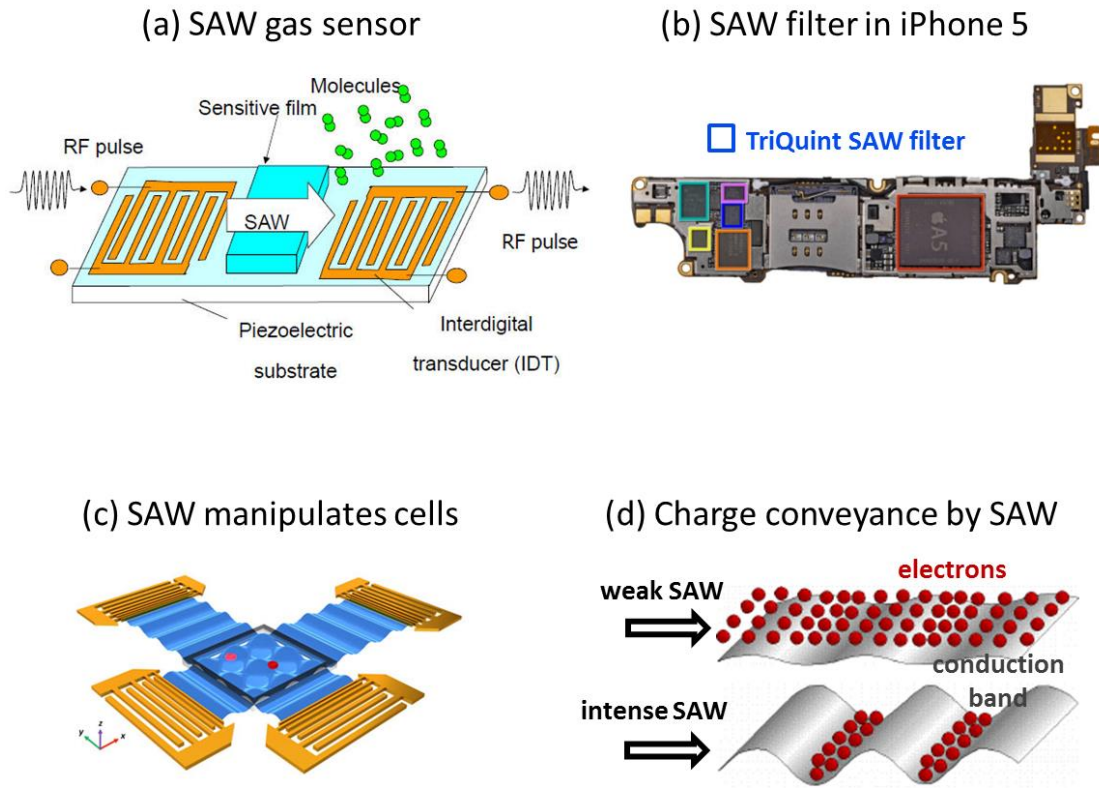 (a) SAW gas sensor
Molecules
Sensitive film
RF pulse
SAW
RF pulse
Piezoelectric
substrate
Interdigital
transducer (IDT)
(b) SAW filter in iPhone 5
TriQuint SAW filter
A5
(c) SAW manipulates cells
z
y
x
(d) Charge conveyance by SAW
electrons
weak SAW
conduction
band
intense SAW